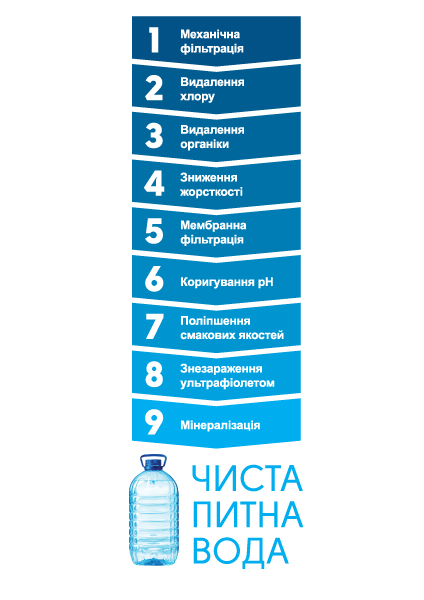 1 Механічна
фільтрація
2 Видалення
хлору
3 Видалення
органіки
4 Зниження
жорсткості
5 Мембранна
фільтрація
6 Коригування pH
7 Поліпшення
смакових якостей
8 Знезараження
ультрафіолетом
9 Мінералізація
ЧИСТА
ПИТНА
ВОДА